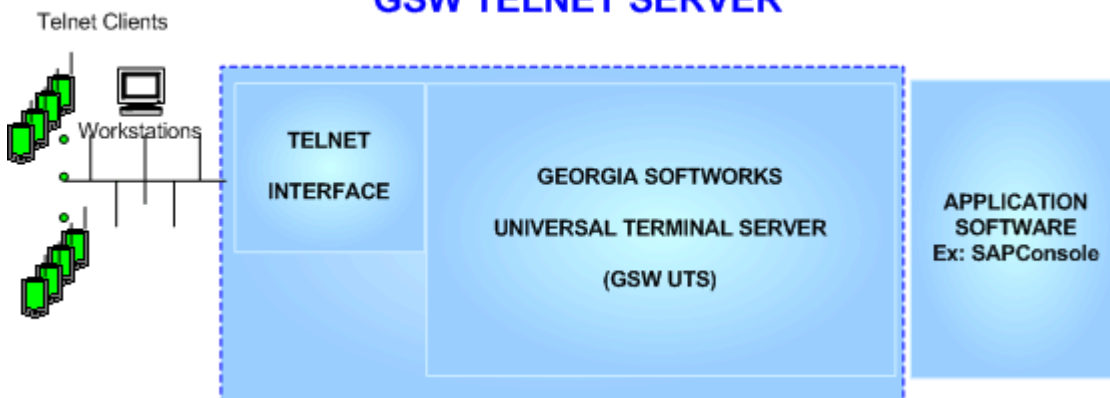 GSW TELNET SERVER
Telnet Clients
Workstations
TELNET
INTERFACE
GEORGIA SOFTWORKS
UNIVERSAL TERMINAL SERVER
(GSW UTS)
APPLICATION
SOFTWARE
Ex: SAPConsole